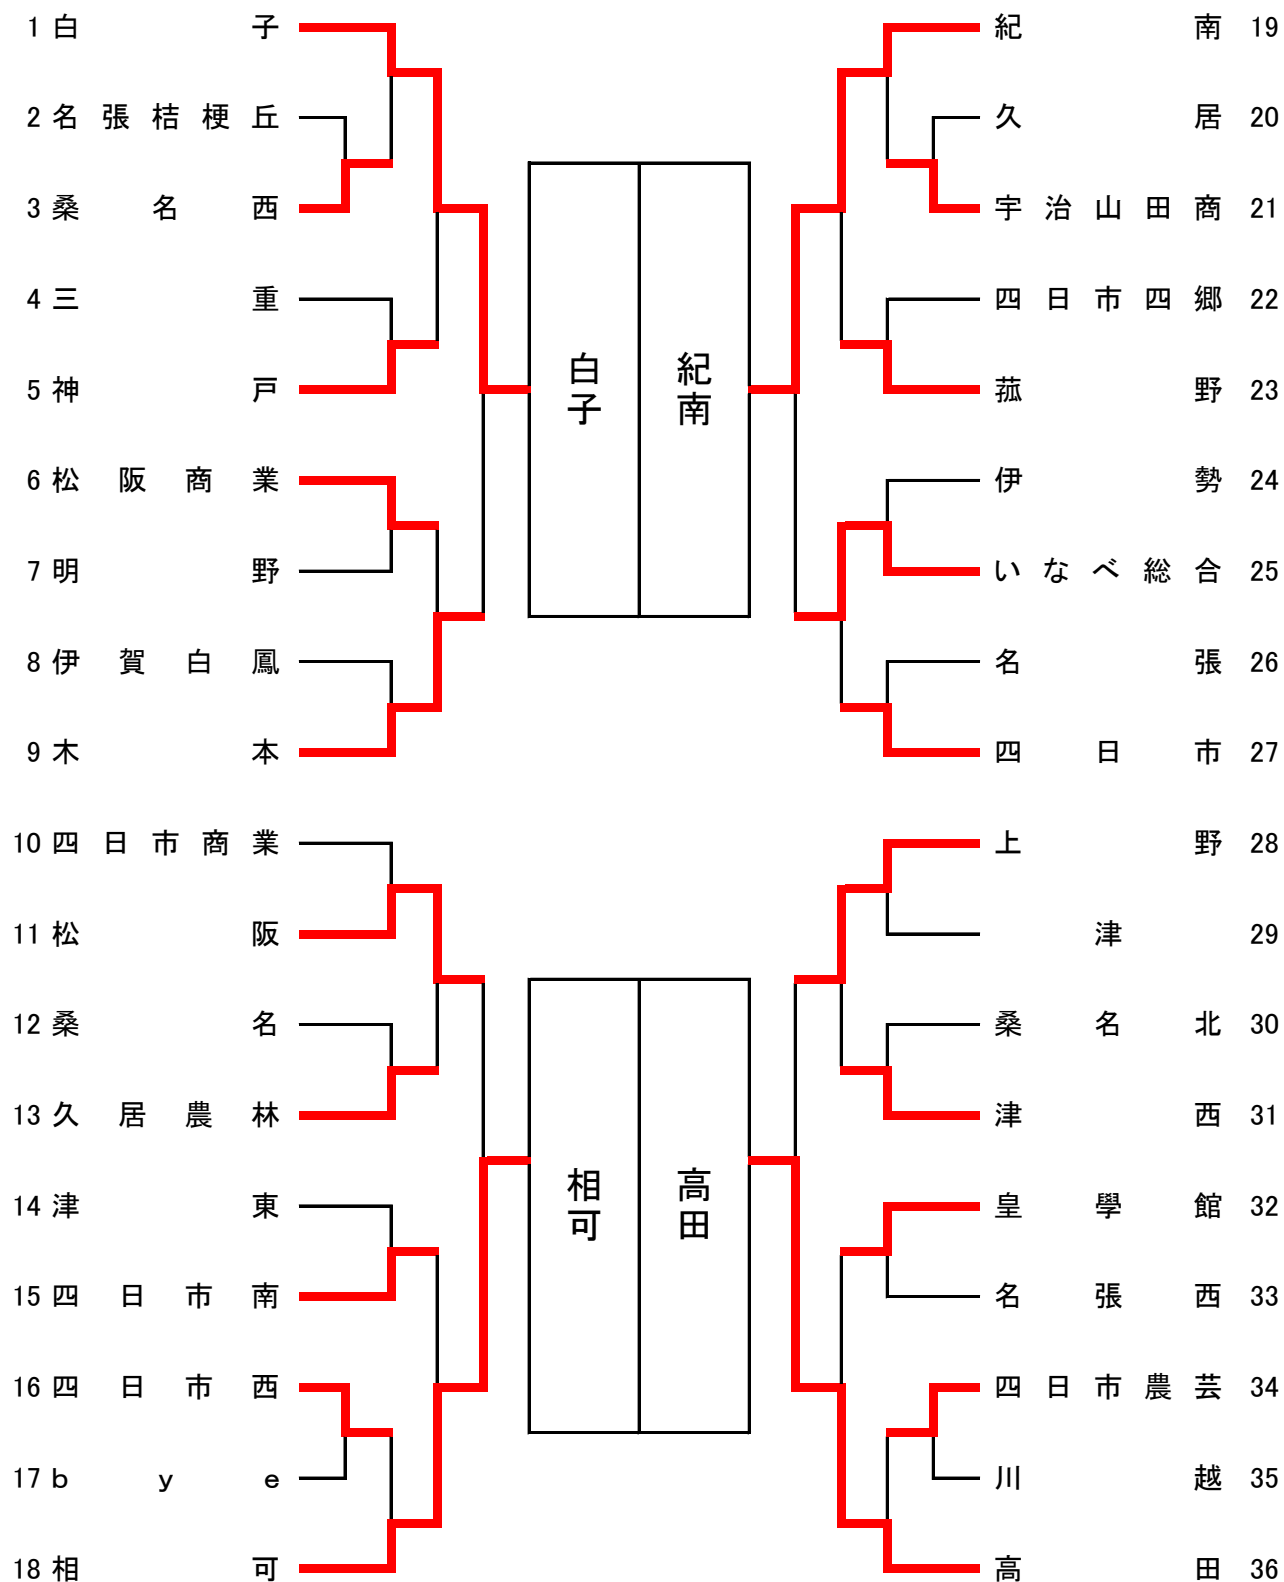 1 白子
2 名張桔梗丘
3 桑名西
4 三重
5 神戸
6 松阪商業
7 明野
8 伊賀白鳳
9 木本
10 四日市商業
11 松阪
12 桑名
13 久居農林
14 津東
15 四日市南
16 四日市西
17 bye
18 相可
白子
紀南
相可
高田
紀南 19
久居 20
宇治山田商 21
四日市四郷 22
菰野 23
伊勢 24
いなべ総合 25
名張 26
四日市 27
上野 28
津 29
桑名北 30
津西 31
皇學館 32
名張西 33
四日市農芸 34
川越 35
高田 36